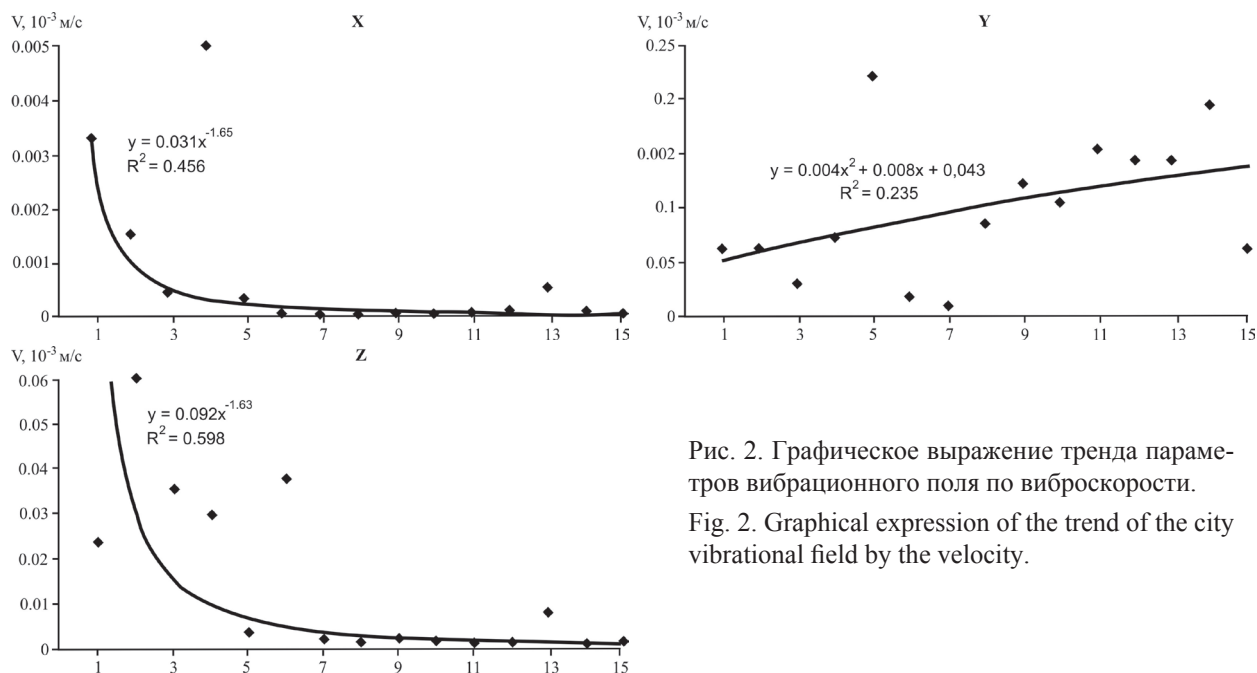 V, 10⁻³ м/с
X
0.005
0.004
0.003
0.002
0.001
0
y = 0.031x⁻¹·⁶⁵
R² = 0.456
1 3 5 7 9 11 13 15
V, 10⁻³ м/с
Y
0.25
0.2
0.002
0.1
0.05
0
y = 0.004x² + 0.008x + 0,043
R² = 0.235
1 3 5 7 9 11 13 15
V, 10⁻³ м/с
Z
0.06
0.05
0.04
0.03
0.02
0.01
0
y = 0.092x⁻¹·⁶³
R² = 0.598
1 3 5 7 9 11 13 15
Рис. 2. Графическое выражение тренда параме-
тров вибрационного поля по виброскорости.
Fig. 2. Graphical expression of the trend of the city
vibrational field by the velocity.